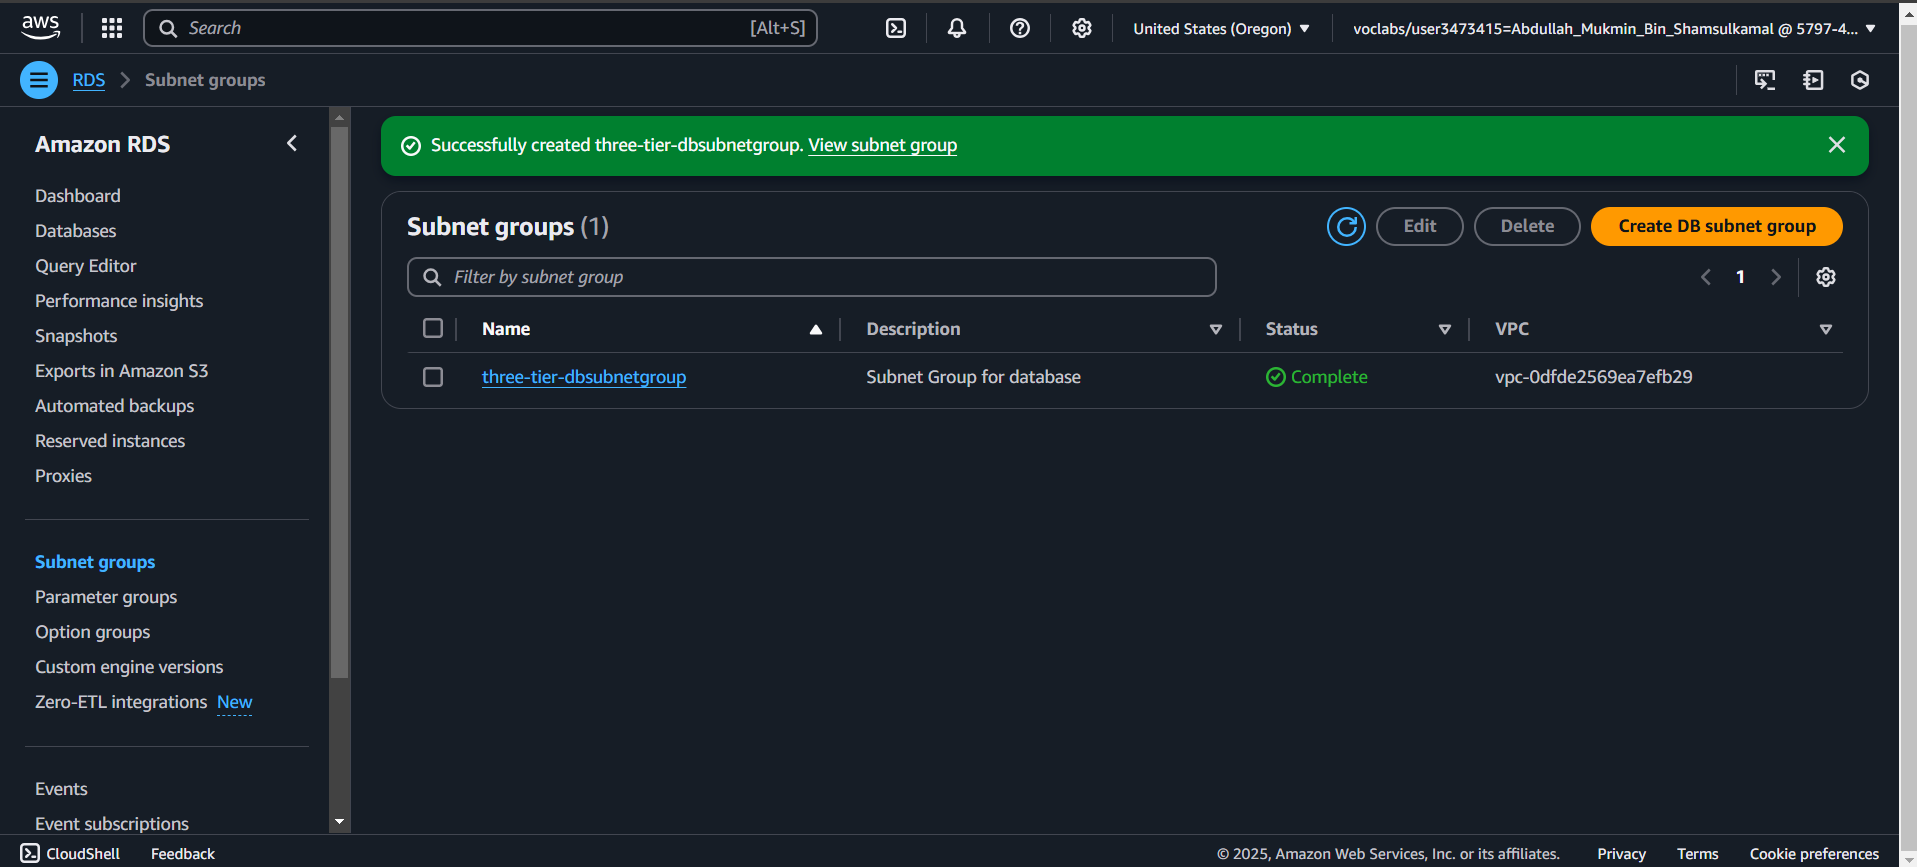 aws
Search [Alt+S]
United States (Oregon)
voclabs/user3473415=Abdullah_Mukmin_Bin_Shamsulkamal @ 5797-4...
RDS
Subnet groups
Amazon RDS
Dashboard
Databases
Query Editor
Performance insights
Snapshots
Exports in Amazon S3
Automated backups
Reserved instances
Proxies
Subnet groups
Parameter groups
Option groups
Custom engine versions
Zero-ETL integrations New
Events
Event subscriptions
Successfully created three-tier-dbsubnetgroup. View subnet group
Subnet groups (1)
Edit
Delete
Create DB subnet group
Filter by subnet group
1
Name Description Status VPC
three-tier-dbsubnetgroup Subnet Group for database Complete vpc-0dfde2569ea7efb29
CloudShell Feedback
© 2025, Amazon Web Services, Inc. or its affiliates. Privacy Terms Cookie preferences